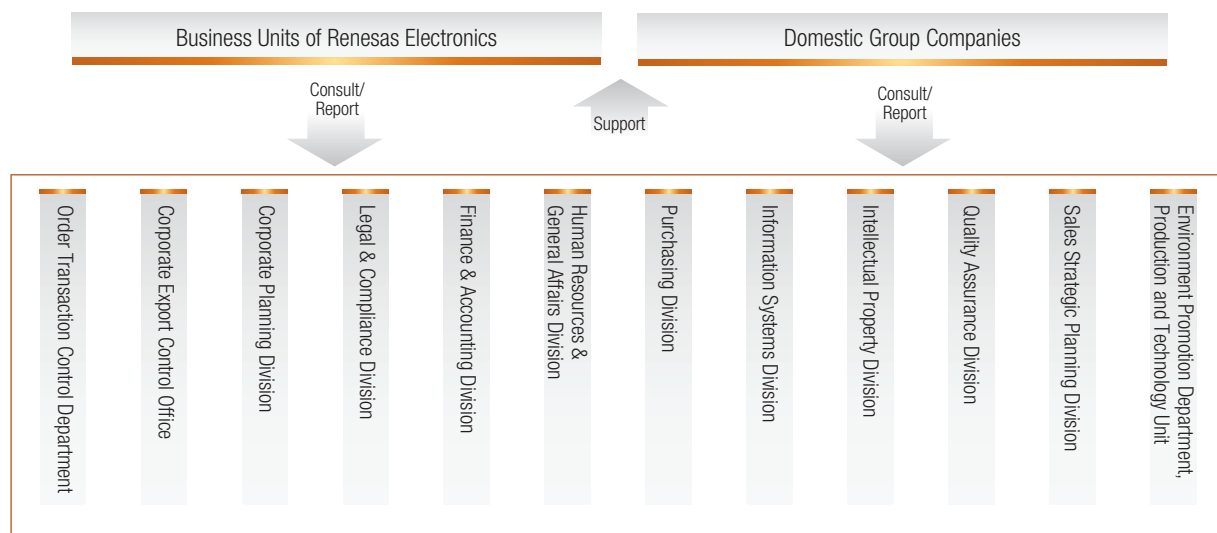 Business Units of Renesas Electronics
Domestic Group Companies
Consult/
Report
Support
Consult/
Report
Order Transaction Control Department
Corporate Export Control Office
Corporate Planning Division
Legal & Compliance Division
Finance & Accounting Division
Human Resources &
General Affairs Division
Purchasing Division
Information Systems Division
Intellectual Property Division
Quality Assurance Division
Sales Strategic Planning Division
Environment Promotion Department,
Production and Technology Unit